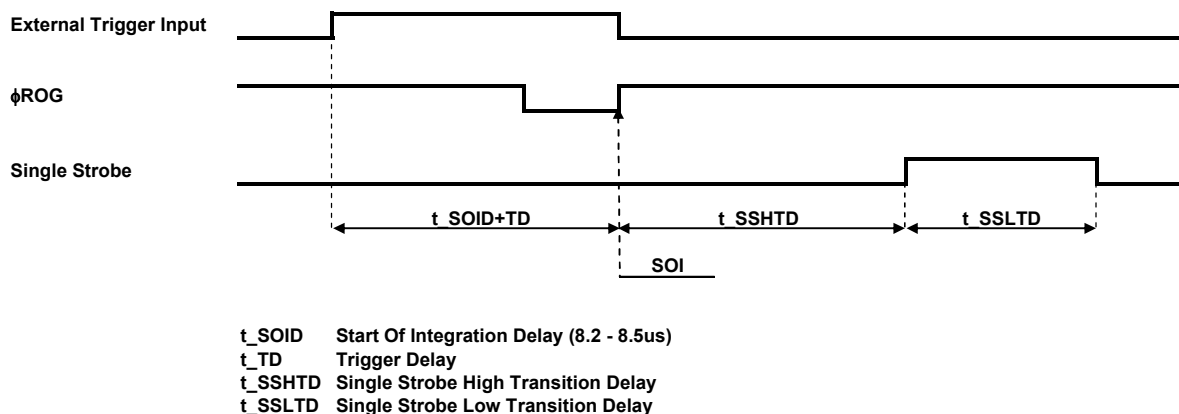 External Trigger Input
ϕROG
Single Strobe
t_SOID+TD
t_SSHTD
t_SSLTD
SOI
t_SOID Start Of Integration Delay (8.2 - 8.5us)
t_TD Trigger Delay
t_SSHTD Single Strobe High Transition Delay
t_SSLTD Single Strobe Low Transition Delay